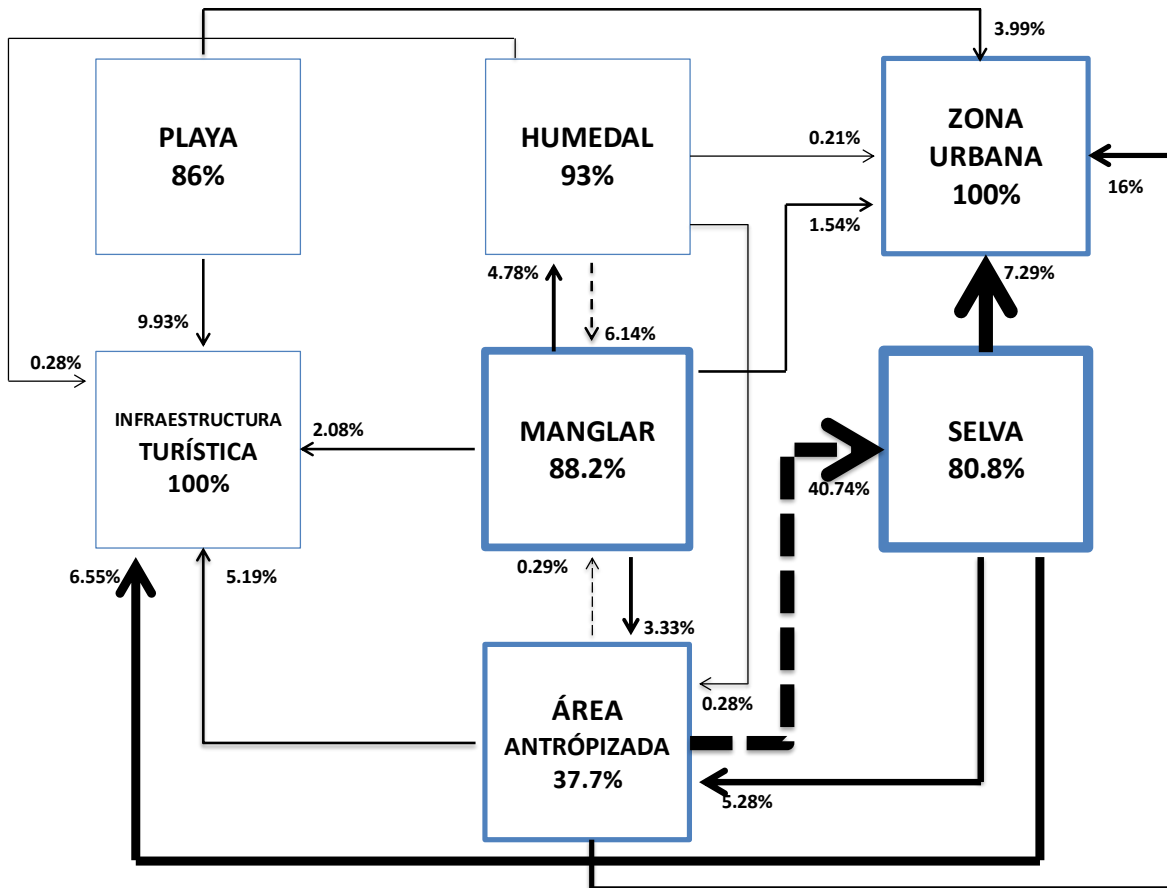 3.99%
PLAYA
86%
HUMEDAL
93%
ZONA
URBANA
100%
0.21%
16%
1.54%
4.78%
7.29%
9.93%
6.14%
0.28%
INFRAESTRUCTURA
TURÍSTICA
100%
2.08%
MANGLAR
88.2%
40.74%
SELVA
80.8%
6.55%
5.19%
0.29%
3.33%
0.28%
ÁREA
ANTRÓPIZADA
37.7%
5.28%